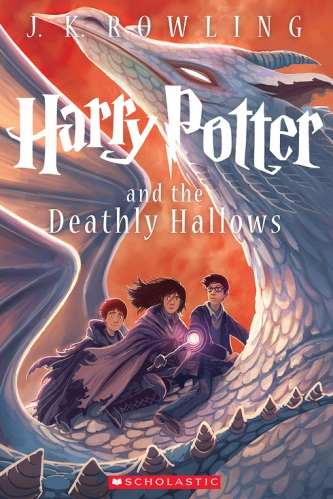 J. K. ROWLING
Harry Potter
and the
Deathly Hallows
SCHOLASTIC